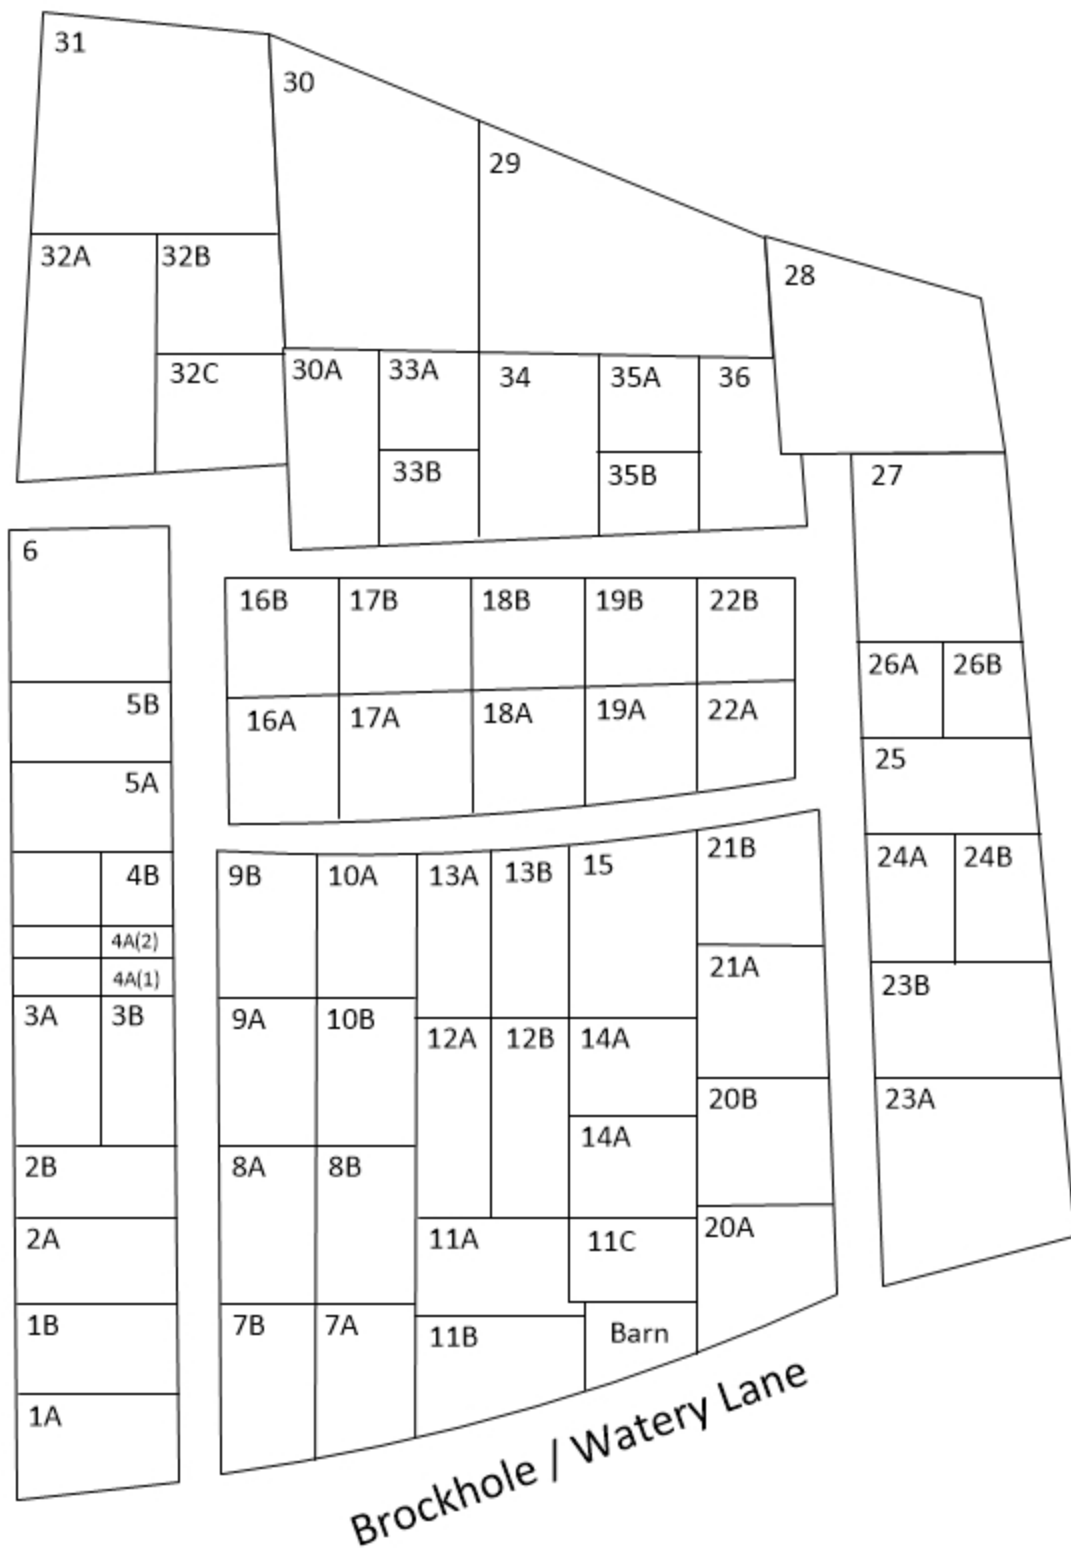 31
30
29
28
32A
32B
32C
30A
33A
34
35A
36
33B
35B
27
6
16B
17B
18B
19B
22B
26A
26B
5B
16A
17A
18A
19A
22A
25
5A
4B
4A(2)
4A(1)
9B
10A
13A
13B
15
21B
24A
24B
21A
23B
3A
3B
9A
10B
12A
12B
14A
20B
23A
14A
2B
8A
8B
2A
11A
11C
20A
1B
7B
7A
11B
Barn
1A
Brockhole / Watery Lane